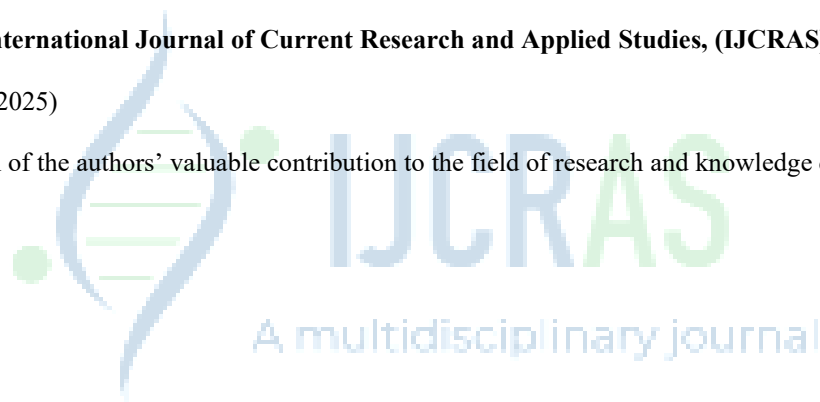 nternational Journal of Current Research and Applied Studies, (IJCRAS
2025)
of the authors’ valuable contribution to the field of research and knowledge
IJCRAS
A multidisciplinary journal